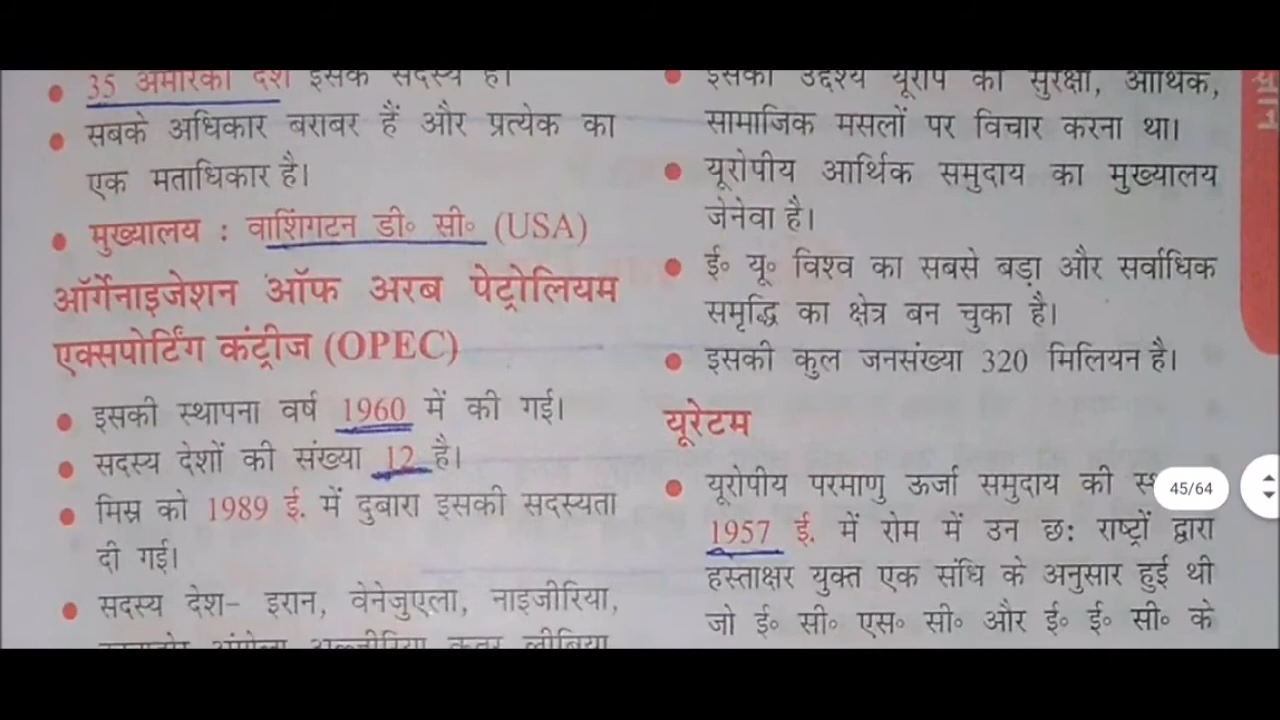 35 अमेरिकी देश इसके सदस्य हैं।
सबके अधिकार बराबर हैं और प्रत्येक का
एक मताधिकार है।
मुख्यालय : वाशिंगटन डी॰ सी॰ (USA)
ऑर्गेनाइजेशन ऑफ अरब पेट्रोलियम
एक्सपोर्टिंग कंट्रीज (OPEC)
इसकी स्थापना वर्ष 1960 में की गई।
सदस्य देशों की संख्या 12 है।
मिस्र को 1989 ई. में दुबारा इसकी सदस्यता
दी गई।
सदस्य देश- इरान, वेनेजुएला, नाइजीरिया,
अंगोला अल्जीरिया कतर लीबिया
इसका उद्देश्य यूरोप की सुरक्षा, आर्थिक,
सामाजिक मसलों पर विचार करना था।
यूरोपीय आर्थिक समुदाय का मुख्यालय
जेनेवा है।
ई॰ यू॰ विश्व का सबसे बड़ा और सर्वाधिक
समृद्धि का क्षेत्र बन चुका है।
इसकी कुल जनसंख्या 320 मिलियन है।
यूरेटम
यूरोपीय परमाणु ऊर्जा समुदाय की
1957 ई. में रोम में उन छः राष्ट्रों द्वारा
हस्ताक्षर युक्त एक संधि के अनुसार हुई थी
जो ई॰ सी॰ एस॰ सी॰ और ई॰ ई॰ सी॰ के
45/64